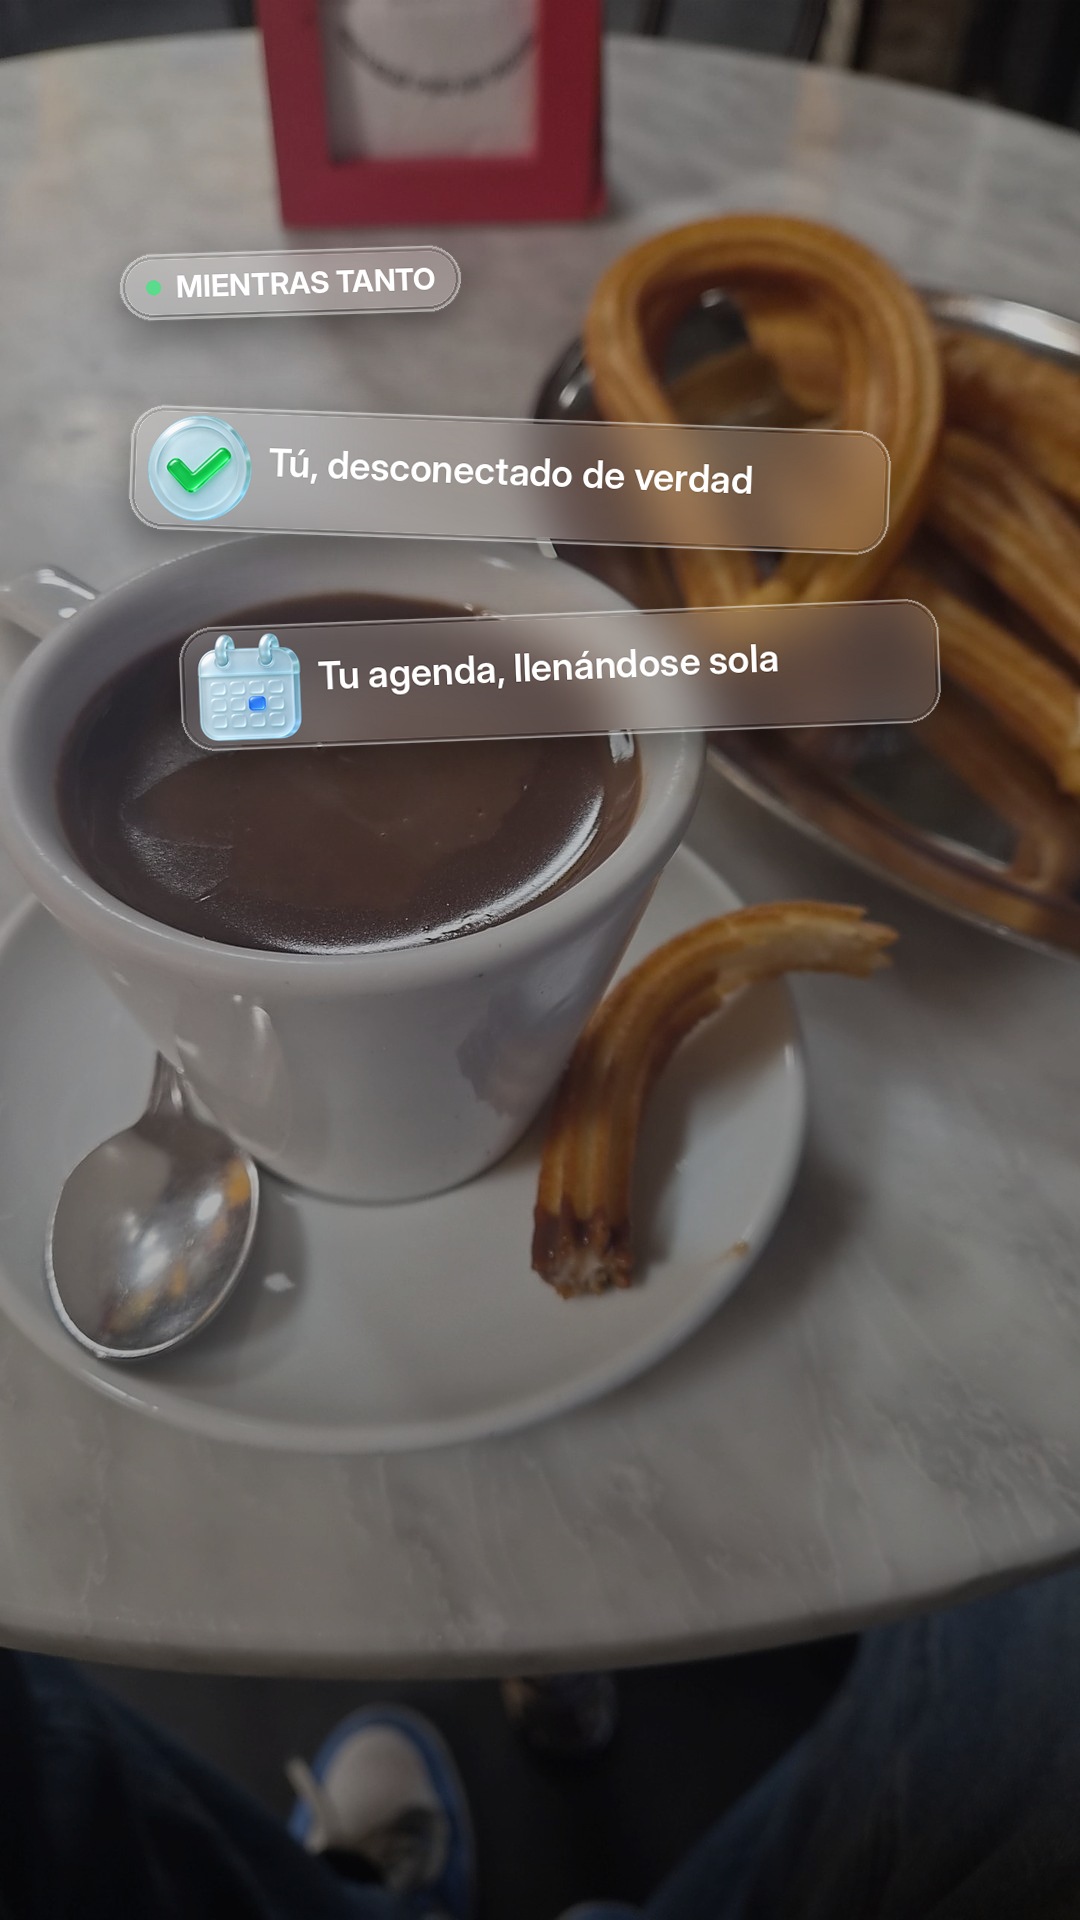 MIENTRAS TANTO
Tú, desconectado de verdad
Tu agenda, llenándose sola